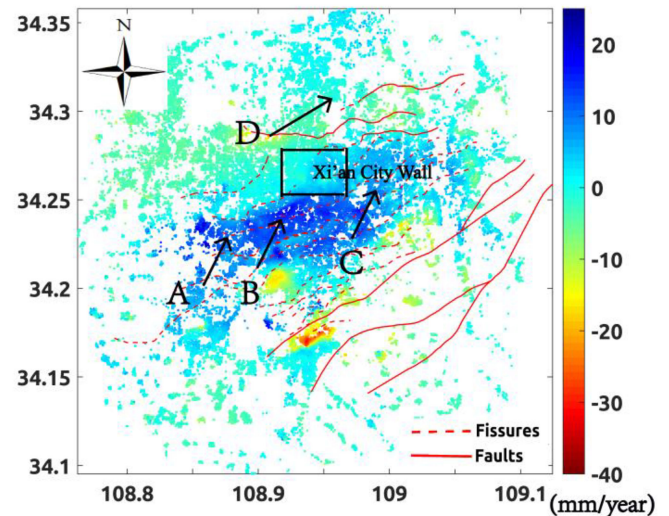 34.35
34.3
34.25
34.2
34.15
34.1
108.8
108.9
109
109.1
N
D
Xi'an City Wall
A
B
C
Fissures
Faults
20
10
0
-10
-20
-30
-40
(mm/year)